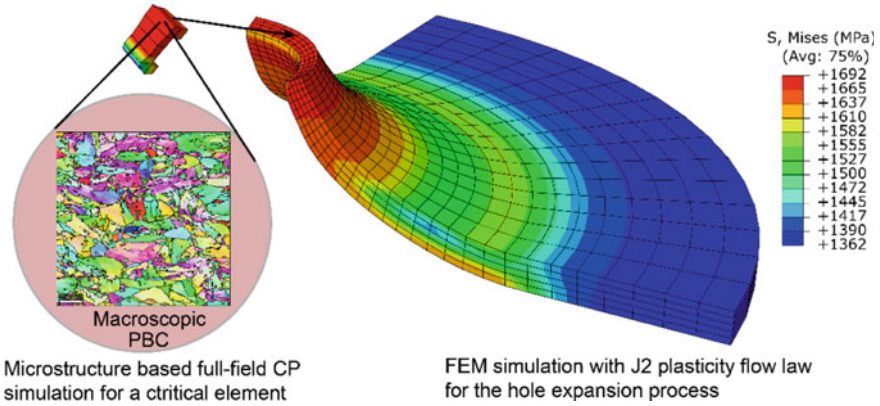 S, Mises (MPa)
(Avg: 75%)
+1692
+1665
+1637
+1610
+1582
+1555
+1527
+1500
+1472
+1445
+1417
+1390
+1362
Macroscopic
PBC
Microstructure based full-field CP
simulation for a ctritical element
FEM simulation with J2 plasticity flow law
for the hole expansion process